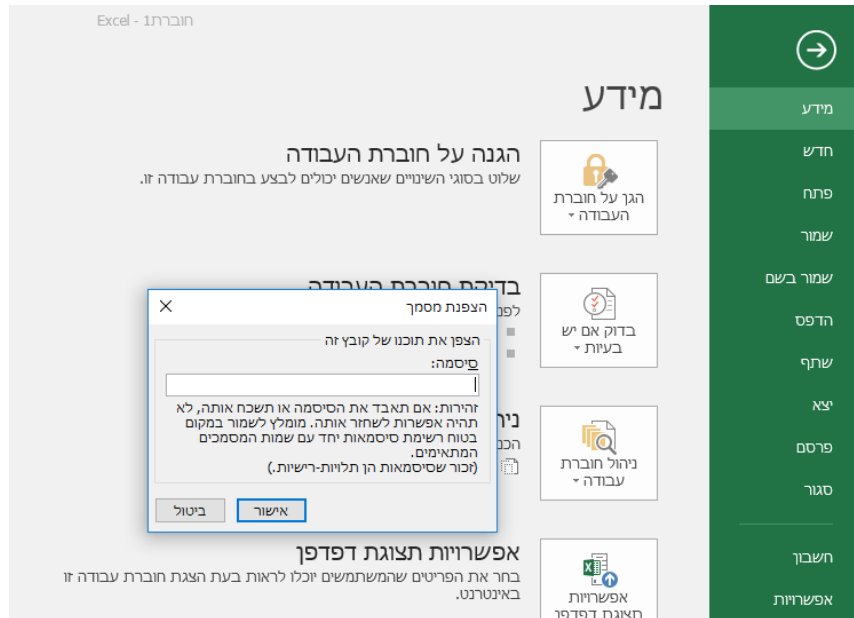 חוברת1 - Excel
מידע
חדש
פתח
שמור
שמור בשם
הדפס
שתף
יצא
פרסם
סגור
חשבון
אפשרויות
מידע
הגן על חוברת
העבודה
הגנה על חוברת העבודה
שלוט בסוגי השינויים שאנשים יכולים לבצע בחוברת עבודה זו.
בדוק אם יש
בעיות
בדיקת חוברת העבודה
ניהול חוברת
עבודה
אפשרויות
תצוגת דפדפן
אפשרויות תצוגת דפדפן
בחר את הפריטים שהמשתמשים יוכלו לראות בעת הצגת חוברת עבודה זו
באינטרנט.
הצפנת מסמך
הצפן את תוכנו של קובץ זה
סיסמה:
זהירות: אם תאבד את הסיסמה או תשכח אותה, לא
תהיה אפשרות לשחזר אותה. מומלץ לשמור במקום
בטוח רשימת סיסמאות יחד עם שמות המסמכים
המתאימים.
(זכור שסיסמאות הן תלויות-רישיות.)
אישור
ביטול